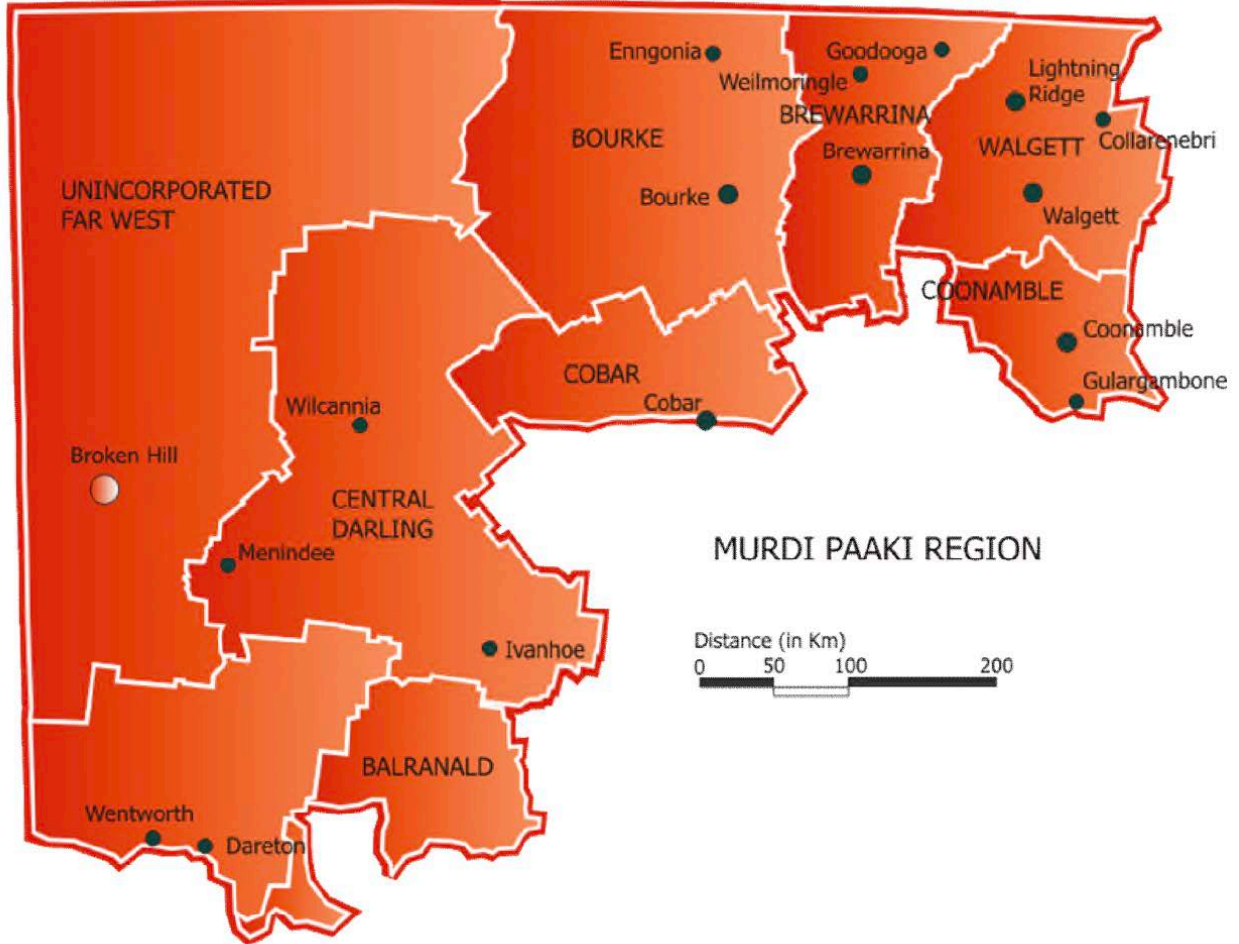 Enngonia
Goodooga
Weilmoringle
Lightning
Ridge
BREWARRINA
BOURKE
WALGETT
Collarenebri
Brewarrina
UNINCORPORATED
FAR WEST
Bourke
Walgett
COONAMBLE
Coonamble
COBAR
Gulargambone
Wilcannia
Cobar
Broken Hill
CENTRAL
DARLING
Menindee
MURDI PAAKI REGION
Ivanhoe
Distance (in Km)
0 50 100 200
BALRANALD
Wentworth
Dareton